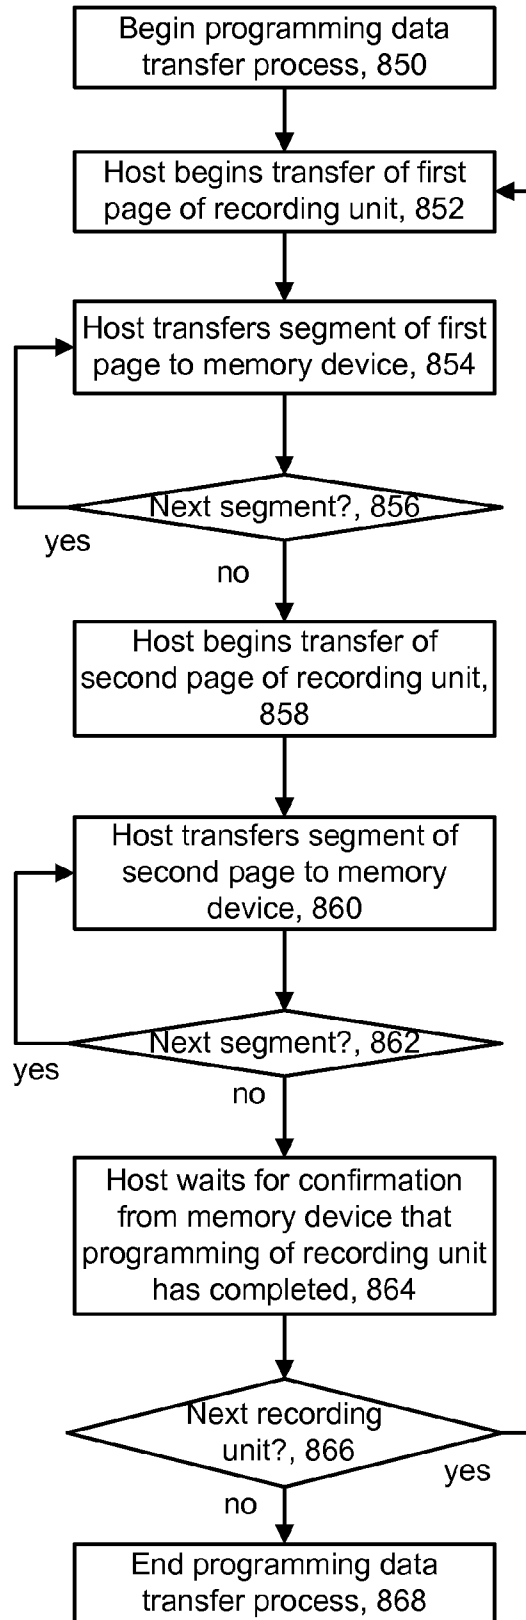 Begin programming data
transfer process, 850
Host begins transfer of first
page of recording unit, 852
Host transfers segment of first
page to memory device, 854
Next segment?, 856
yes
no
Host begins transfer of
second page of recording unit,
858
Host transfers segment of
second page to memory
device, 860
Next segment?, 862
yes
no
Host waits for confirmation
from memory device that
programming of recording unit
has completed, 864
Next recording
unit?, 866
yes
no
End programming data
transfer process, 868